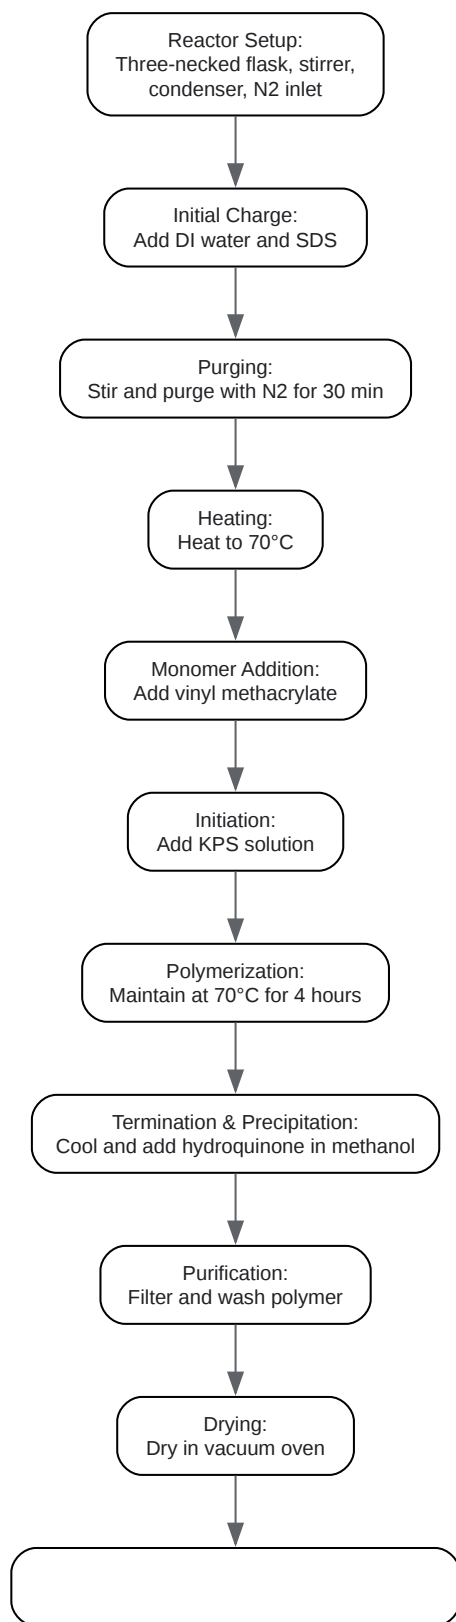 Reactor Setup:
Three-necked flask, stirrer,
condenser, N2 inlet
Initial Charge:
Add DI water and SDS
Purging:
Stir and purge with N2 for 30 min
Heating:
Heat to 70°C
Monomer Addition:
Add vinyl methacrylate
Initiation:
Add KPS solution
Polymerization:
Maintain at 70°C for 4 hours
Termination & Precipitation:
Cool and add hydroquinone in methanol
Purification:
Filter and wash polymer
Drying:
Dry in vacuum oven